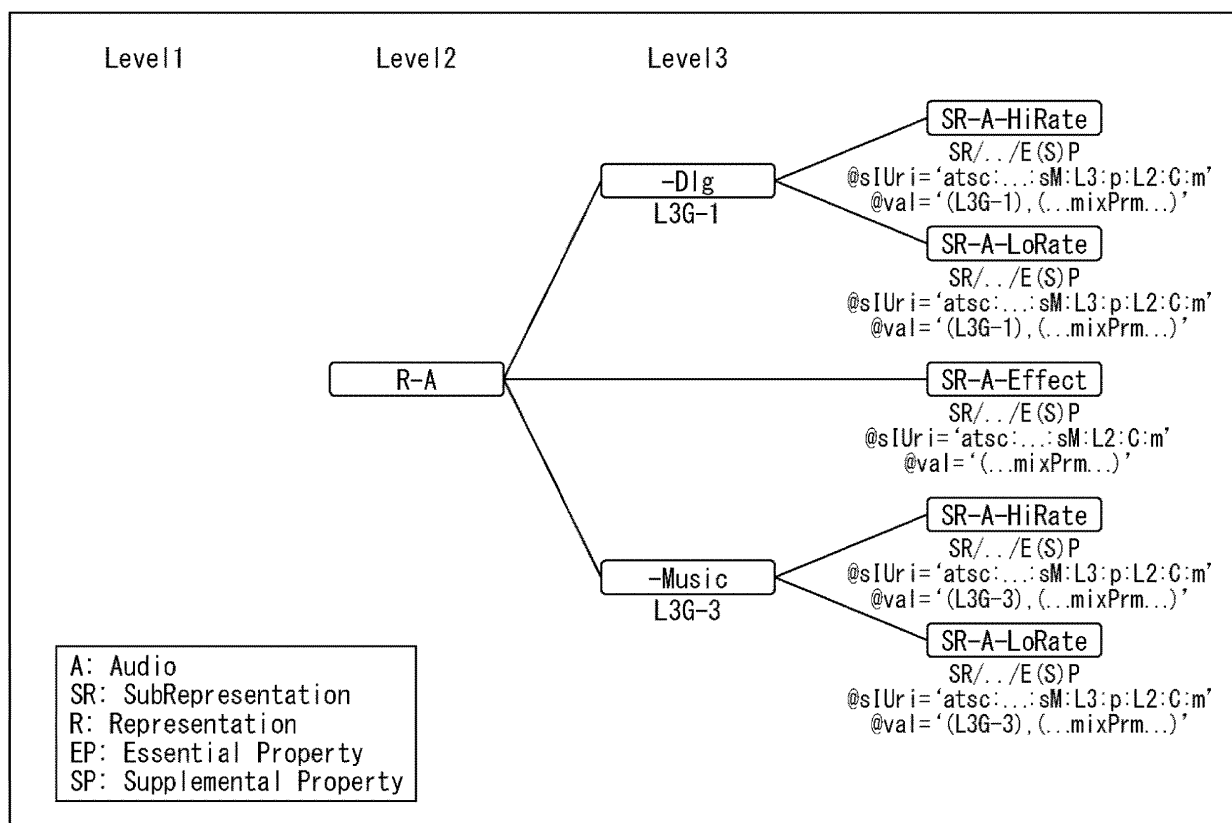 Level1 Level2 Level3
SR-A-HiRate
SR/../E(S)P
@sIUri=‘atsc:...:sM:L3:p:L2:C:m’
@val=‘(L3G-1),(...mixPrm...)’
-Dlg
L3G-1
SR-A-LoRate
SR/../E(S)P
@sIUri=‘atsc:...:sM:L3:p:L2:C:m’
@val=‘(L3G-1),(...mixPrm...)’
R-A
SR-A-Effect
SR/../E(S)P
@sIUri=‘atsc:...:sM:L2:C:m’
@val=‘(...mixPrm...)’
SR-A-HiRate
SR/../E(S)P
@sIUri=‘atsc:...:sM:L3:p:L2:C:m’
@val=‘(L3G-3),(...mixPrm...)’
-Music
L3G-3
SR-A-LoRate
SR/../E(S)P
@sIUri=‘atsc:...:sM:L3:p:L2:C:m’
@val=‘(L3G-3),(...mixPrm...)’
A: Audio
SR: SubRepresentation
R: Representation
EP: Essential Property
SP: Supplemental Property